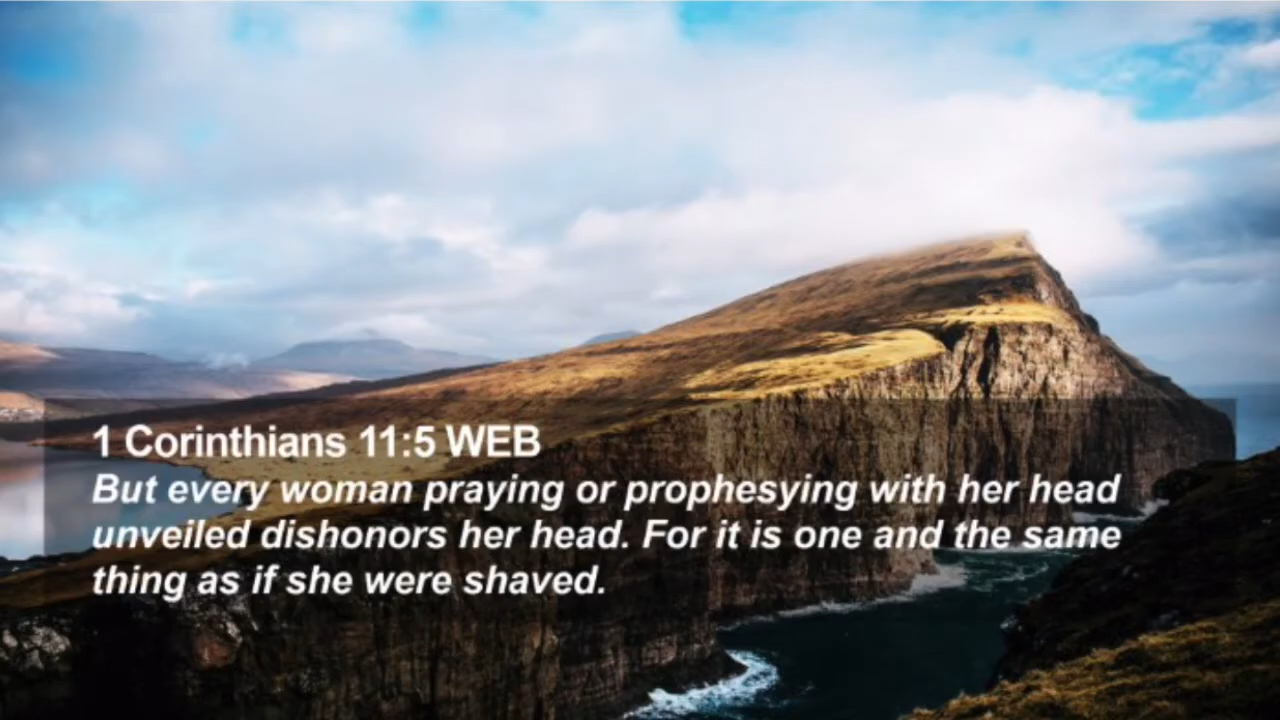 1 Corinthians 11:5 WEB
But every woman praying or prophesying with her head
unveiled dishonors her head. For it is one and the same
thing as if she were shaved.